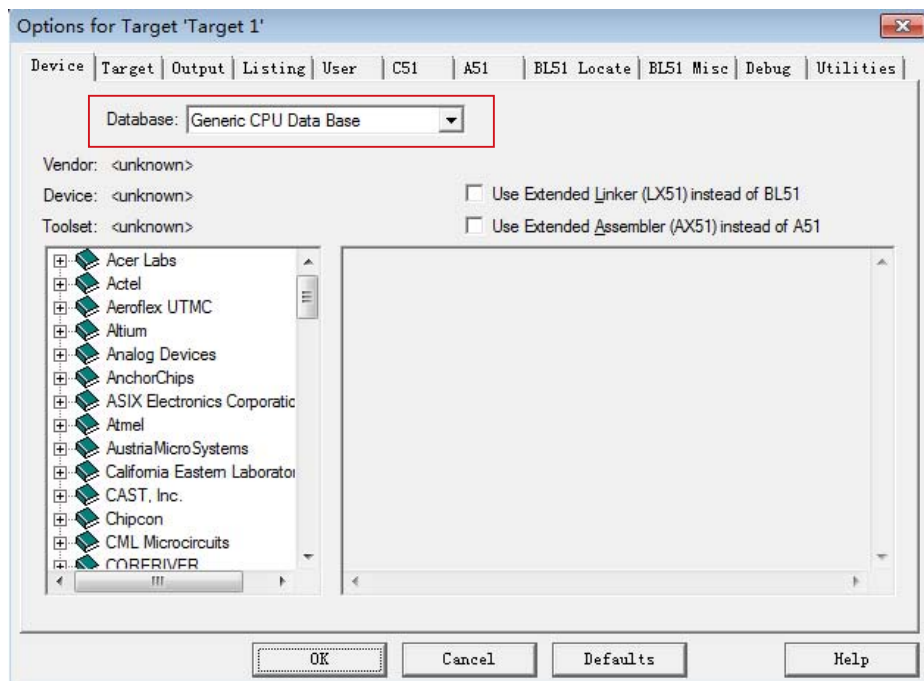 Options for Target 'Target 1'
Device Target Output Listing User C51 A51 BL51 Locate BL51 Misc Debug Utilities
Database: Generic CPU Data Base
Vendor: <unknown>
Device: <unknown>
Use Extended Linker (LX51) instead of BL51
Toolset: <unknown>
Use Extended Assembler (AX51) instead of A51
Acer Labs
Actel
Aeroflex UTMC
Altium
Analog Devices
AnchorChips
ASIX Electronics Corporatic
Atmel
AustriaMicroSystems
California Eastern Laborator
CAST, Inc.
Chipcon
CML Microcircuits
CORERIVER
OK Cancel Defaults Help